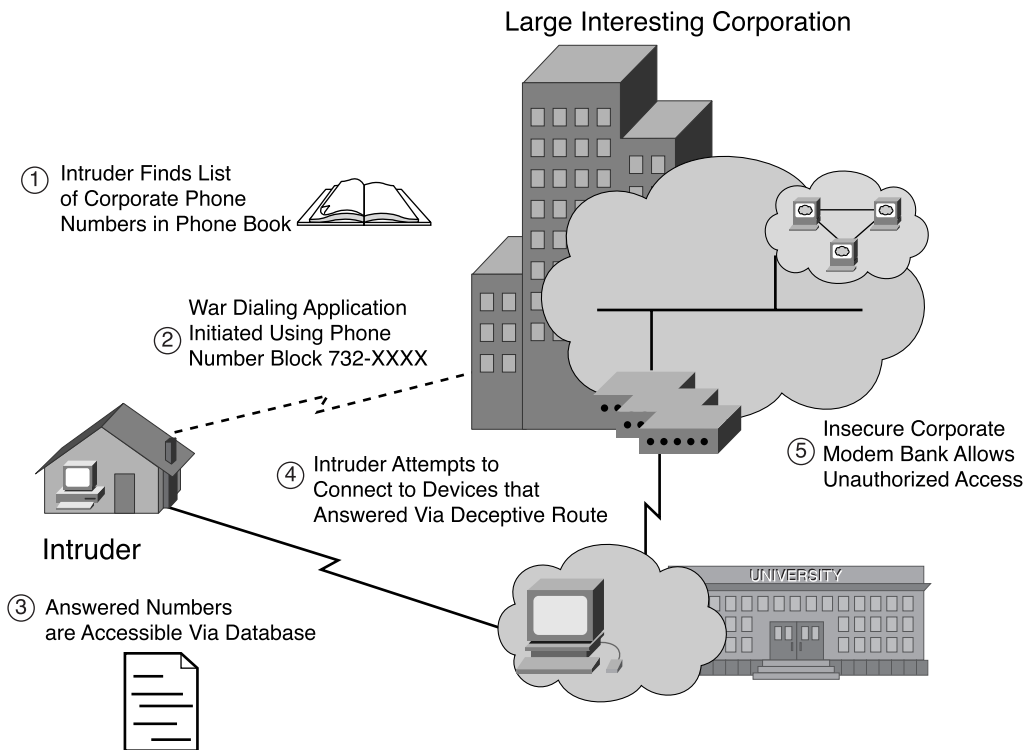 Large Interesting Corporation
1 Intruder Finds List
of Corporate Phone
Numbers in Phone Book
War Dialing Application
2 Initiated Using Phone
Number Block 732-XXXX
4 Intruder Attempts to
Connect to Devices that
Answered Via Deceptive Route
5 Insecure Corporate
Modem Bank Allows
Unauthorized Access
Intruder
UNIVERSITY
3 Answered Numbers
are Accessible Via Database